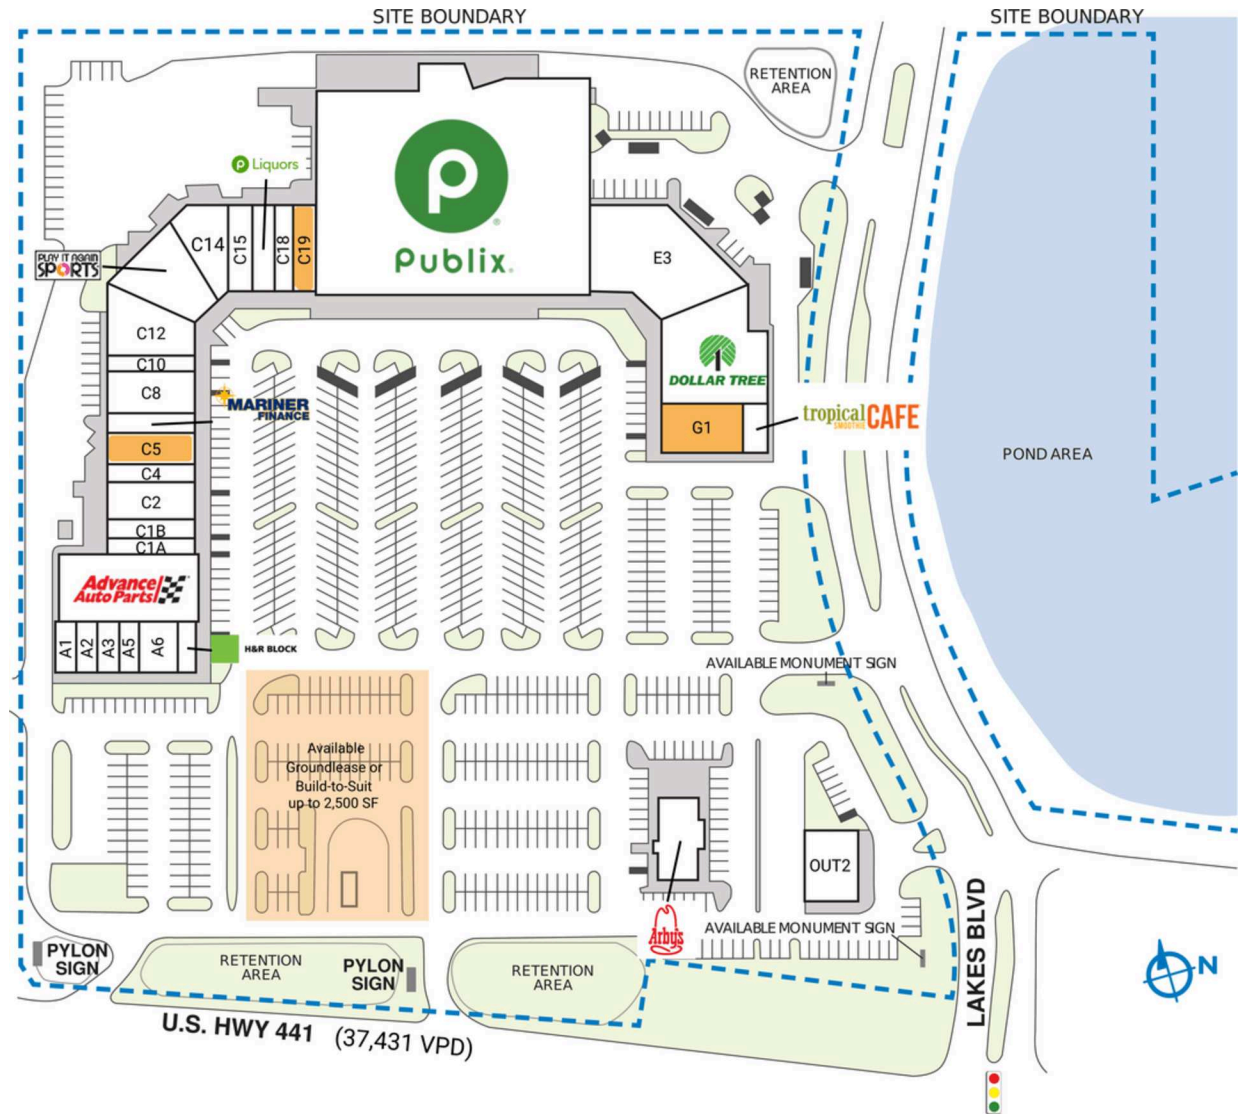 SITE BOUNDARY
SITE BOUNDARY
RETENTION
AREA
P Liquors
P
Publix®
PLAY IT AGAIN
SPORTS
C14
C15
C18
C19
E3
C12
C10
C8
MARINER
FINANCE
DOLLAR TREE
G1
tropical
SMOOTHIE
CAFE
C5
C4
C2
C1B
C1A
POND AREA
Advance
Auto Parts
A1
A2
A3
A5
A6
H&R BLOCK
AVAILABLE MONUMENT SIGN
Available
Groundlease or
Build-to-Suit
up to 2,500 SF
OUT2
Arby's
AVAILABLE MONUMENT SIGN
LAKES BLVD
PYLON
SIGN
RETENTION
AREA
PYLON
SIGN
RETENTION
AREA
N
U.S. HWY 441 (37,431 VPD)